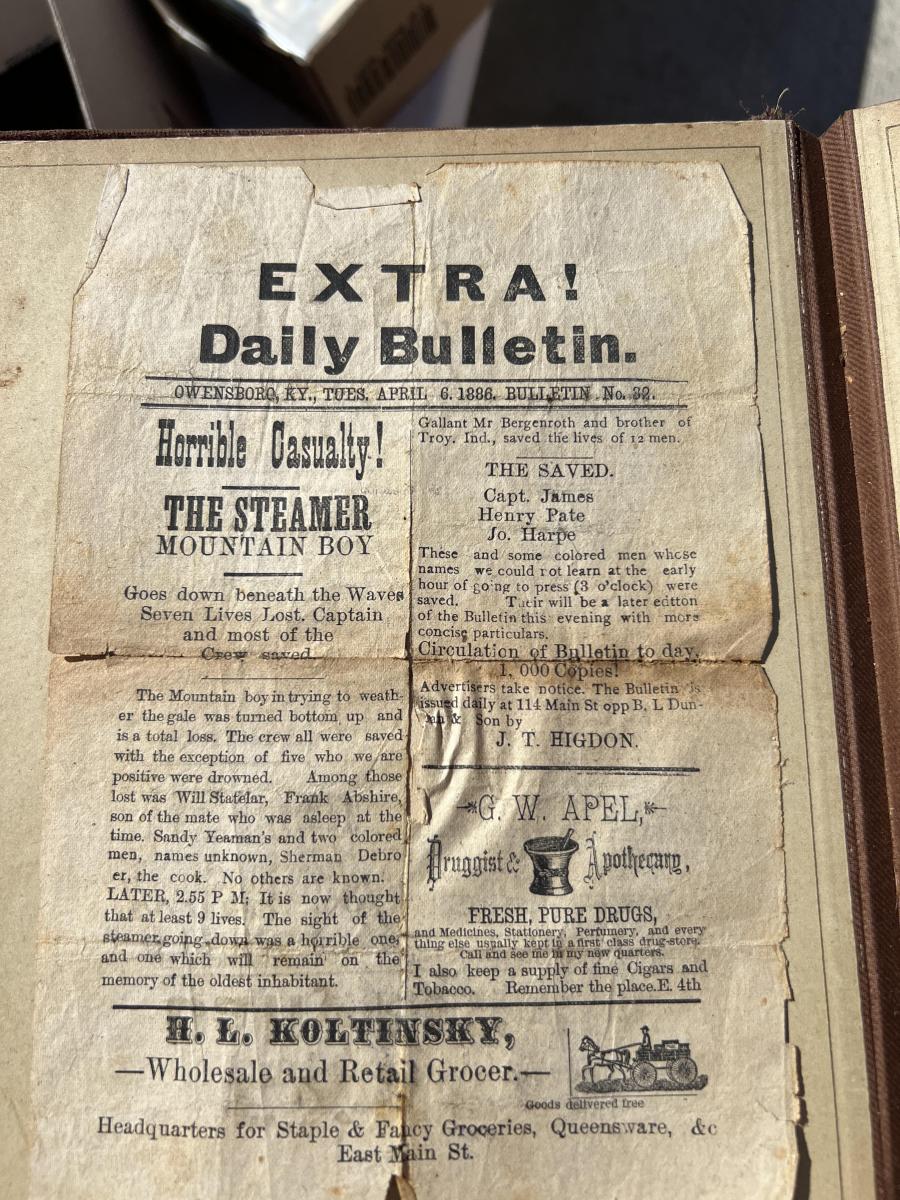 EXTRA!
Daily Bulletin.
OWENSBORO, KY., TUES. APRIL 6. 1886. BULLETIN No. 32.
Horrible Casualty!
THE STEAMER
MOUNTAIN BOY
Goes down beneath the Waves
Seven Lives Lost. Captain
and most of the
Crew saved
The Mountain boy in trying to weath-
er the gale was turned bottom up and
is a total loss. The crew all were saved
with the exception of five who we are
positive were drowned. Among those
lost was Will Statelar, Frank Abshire,
son of the mate who was asleep at the
time. Sandy Yeaman's and two colored
men, names unknown, Sherman Debro
er, the cook. No others are known.
LATER, 2.55 P M; It is now thought
that at least 9 lives. The sight of the
steamer going down was a horrible one,
and one which will remain on the
memory of the oldest inhabitant.
Gallant Mr Bergenroth and brother of
Troy. Ind., saved the lives of 12 men.
THE SAVED.
Capt. James
Henry Pate
Jo. Harpe
These and some colored men whose
names we could not learn at the early
hour of going to press (3 o'clock) were
saved. Their will be a later edtton
of the Bulletin this evening with more
concise particulars.
Circulation of Bulletin to day,
1,000 Copies!
Advertisers take notice. The Bulletin is
issued daily at 114 Main St opp B. L Dun-
& Son by
J. T. HIGDON.
G. W. APEL,
Druggist & Apothecary,
FRESH, PURE DRUGS,
and Medicines, Stationery, Perfumery, and every
thing else usually kept in a first class drug-store.
Call and see me in my new quarters.
I also keep a supply of fine Cigars and
Tobacco. Remember the place. E. 4th
H. L. KOLTINSKY,
—Wholesale and Retail Grocer.—
Goods delivered free
Headquarters for Staple & Fancy Groceries, Queensware, &c
East Main St.